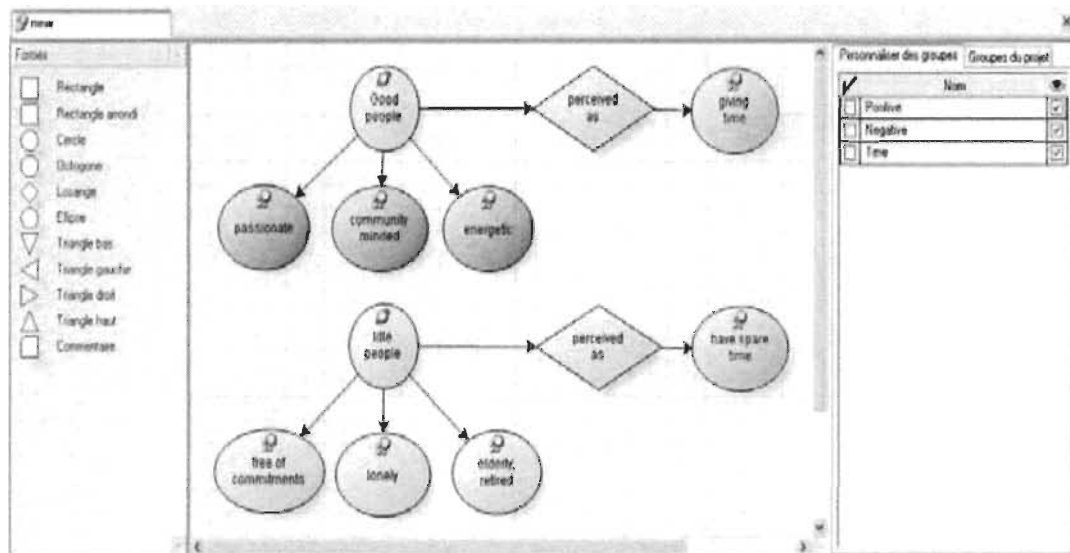 new
Formes
Rectangle
Rectangle arrondi
Cercle
Octogone
Losange
Ellipse
Triangle bas
Triangle gauche
Triangle droit
Triangle haut
Commentaire
Good
people
perceived
as
giving
time
passionate
community
minded
energetic
Idle
people
perceived
as
have spare
time
free of
commitments
lonely
elderly,
retired
Personnaliser des groupes
Groupes du projet
Nom
Positive
Negative
Time